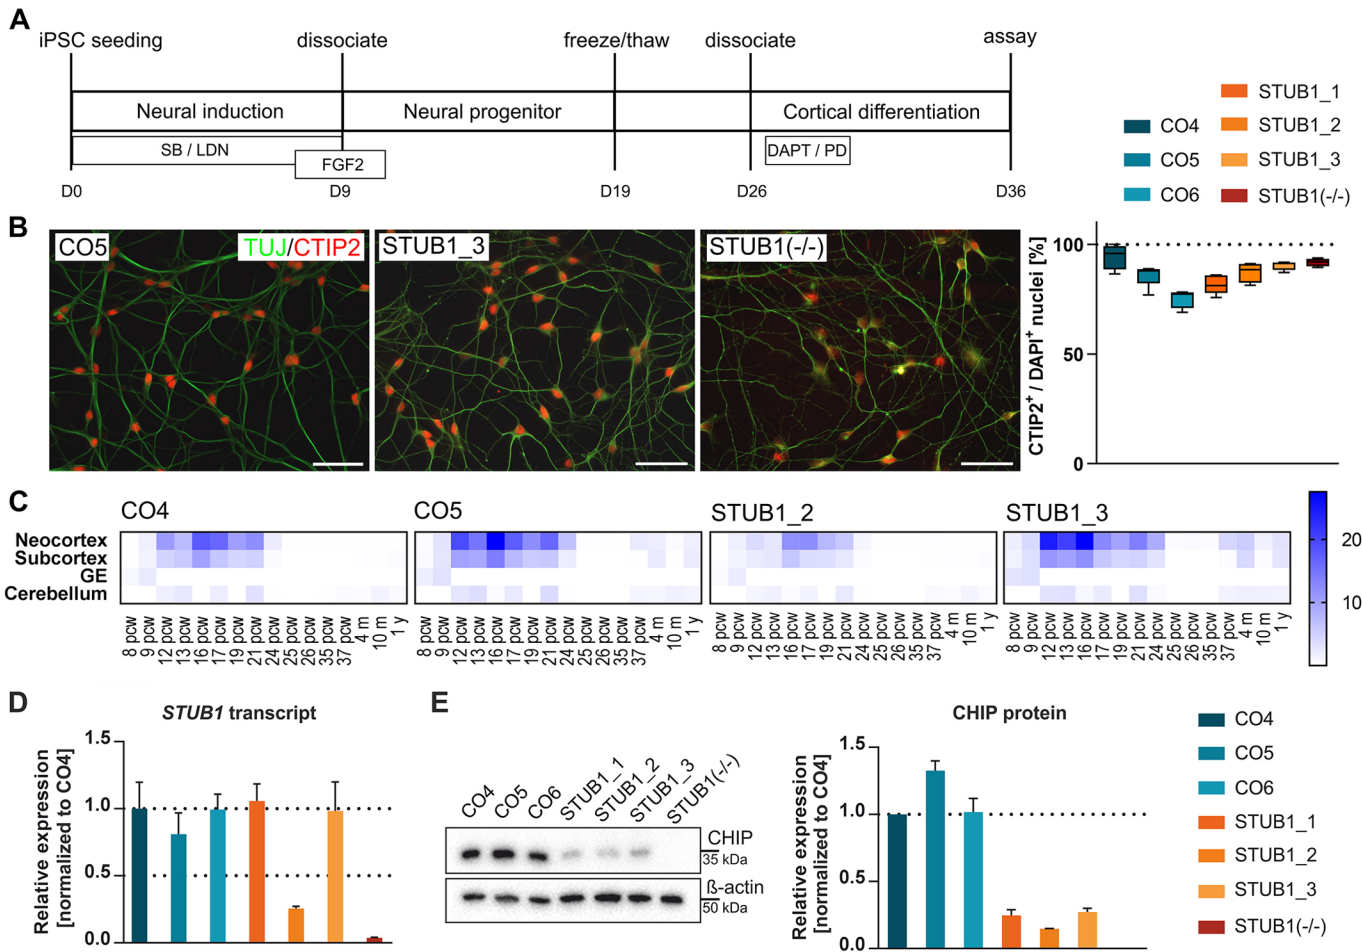 A
iPSC seeding
dissociate
freeze/thaw
dissociate
assay
Neural induction
Neural progenitor
Cortical differentiation
SB / LDN
FGF2
DAPT / PD
D0
D9
D19
D26
D36
CO4
CO5
CO6
STUB1_1
STUB1_2
STUB1_3
STUB1(-/-)
B
CO5
TUJ/CTIP2
STUB1_3
STUB1(-/-)
CTIP2+ / DAPI+ nuclei [%]
100
50
0
C
CO4
CO5
STUB1_2
STUB1_3
Neocortex
Subcortex
GE
Cerebellum
8 pcw
9 pcw
12 pcw
13 pcw
16 pcw
17 pcw
19 pcw
21 pcw
24 pcw
25 pcw
26 pcw
35 pcw
37 pcw
4 m
10 m
1 y
8 pcw
9 pcw
12 pcw
13 pcw
16 pcw
17 pcw
19 pcw
21 pcw
24 pcw
25 pcw
26 pcw
35 pcw
37 pcw
4 m
10 m
1 y
8 pcw
9 pcw
12 pcw
13 pcw
16 pcw
17 pcw
19 pcw
21 pcw
24 pcw
25 pcw
26 pcw
35 pcw
37 pcw
4 m
10 m
1 y
8 pcw
9 pcw
12 pcw
13 pcw
16 pcw
17 pcw
19 pcw
21 pcw
24 pcw
25 pcw
26 pcw
35 pcw
37 pcw
4 m
10 m
1 y
20
10
D
STUB1 transcript
Relative expression
[normalized to CO4]
1.5
1.0
0.5
0.0
E
CO4
CO5
CO6
STUB1_1
STUB1_2
STUB1_3
STUB1(-/-)
CHIP
35 kDa
ß-actin
50 kDa
CHIP protein
Relative expression
[normalized to CO4]
1.5
1.0
0.5
0.0
CO4
CO5
CO6
STUB1_1
STUB1_2
STUB1_3
STUB1(-/-)